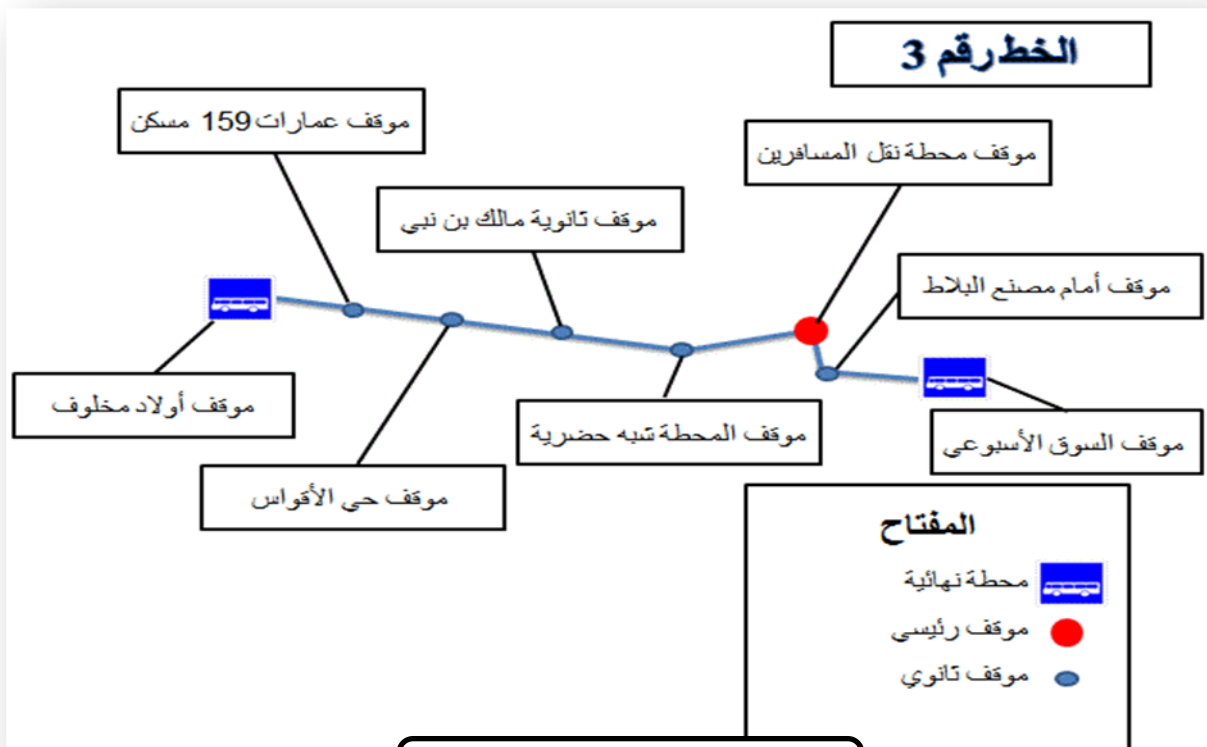 الخط رقم 3
موقف عمارات 159 مسكن
موقف محطة نقل المسافرين
موقف ثانوية مالك بن نبي
موقف أمام مصنع البلاط
موقف أولاد مخلوف
موقف المحطة شبه حضرية
موقف السوق الأسبوعي
موقف حي الأقواس
المفتاح
محطة نهائية
موقف رئيسي
موقف ثانوي